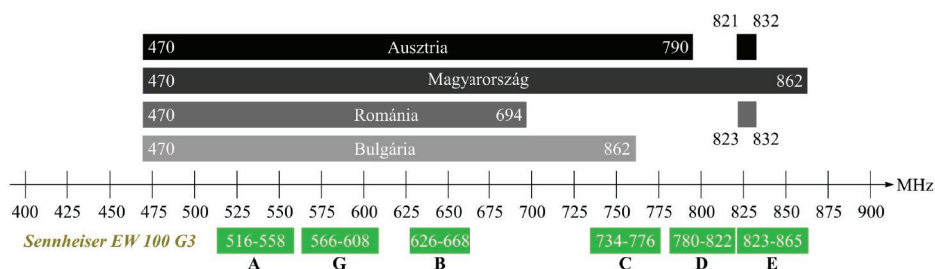 821 832
470 Ausztria 790
470 Magyarország 862
470 Románia 694
823 832
470 Bulgária 862
MHz
400 425 450 475 500 525 550 575 600 625 650 675 700 725 750 775 800 825 850 875 900
Sennheiser EW 100 G3 516-558 566-608 626-668 734-776 780-822 823-865
A G B C D E